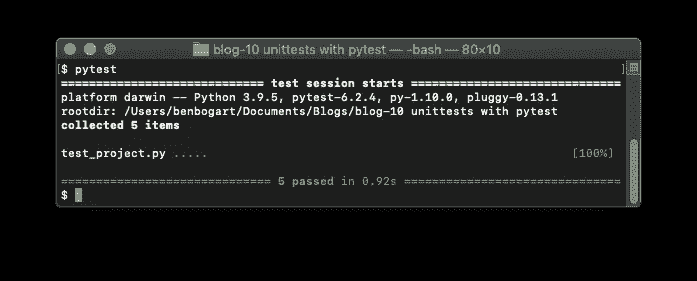 blog-10 unittests with pytest — -bash — 80×10
[$ pytest ]
============================= test session starts ==============================
platform darwin -- Python 3.9.5, pytest-6.2.4, py-1.10.0, pluggy-0.13.1
rootdir: /Users/benbogart/Documents/Blogs/blog-10 unittests with pytest
collected 5 items
test_project.py ..... [100%]
============================== 5 passed in 0.92s ===============================
$